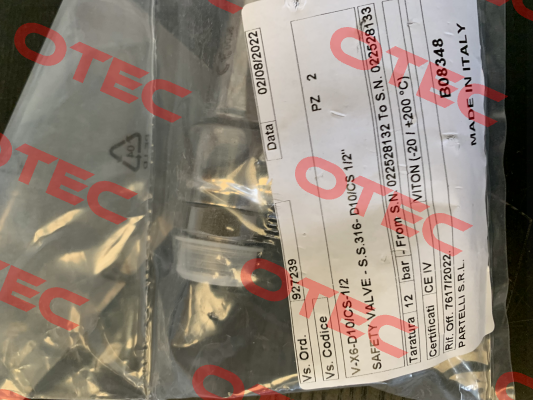 Vs. Ord. 927239 Data 02/08/2022
Vs. Codice PZ 2
V-X6-D10/CS-1/2
SAFETY VALVE - S.S.316- D10/CS 1/2"
Taratura 12 bar - From S.N. 022528132 To S.N. 022528133
Certificati CE IV VITON (-20 / +200 °C)
Rif. Off. 7617/2022.
PARTELLI S.R.L. B08348
MADE IN ITALY
OTEC
OTEC
OTEC
OTEC
OTEC
OTEC
OTEC
OTEC